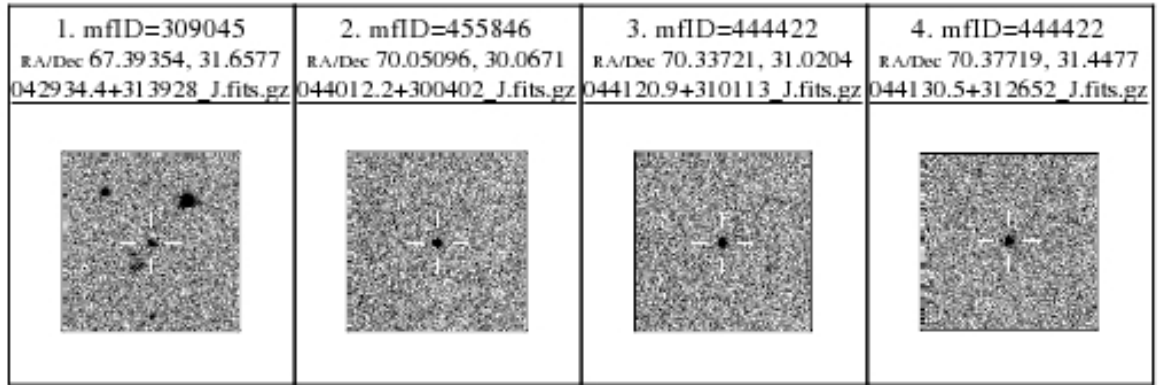 1. mfID=309045
RA/Dec 67.39354, 31.6577
042934.4+313928_J.fits.gz
2. mfID=455846
RA/Dec 70.05096, 30.0671
044012.2+300402_J.fits.gz
3. mfID=444422
RA/Dec 70.33721, 31.0204
044120.9+310113_J.fits.gz
4. mfID=444422
RA/Dec 70.37719, 31.4477
044130.5+312652_J.fits.gz